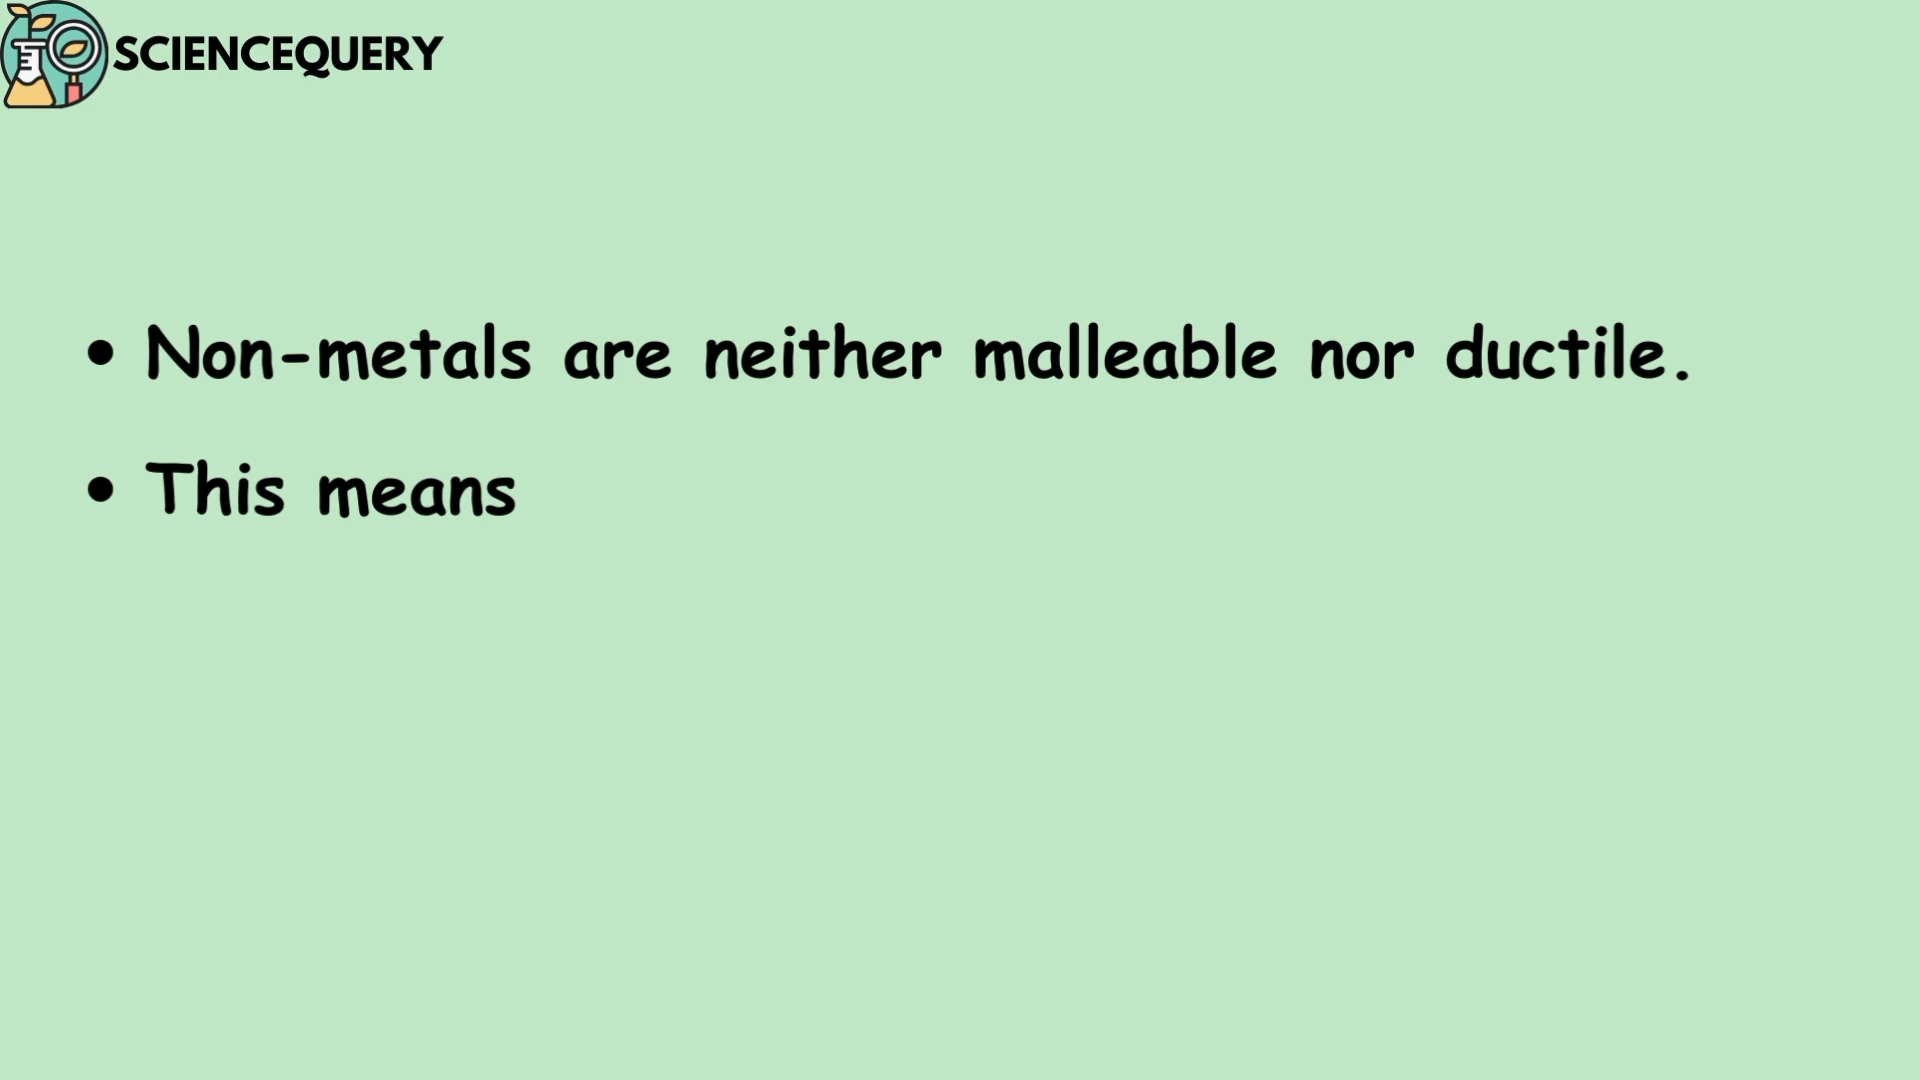 SCIENCEQUERY
• Non-metals are neither malleable nor ductile.
• This means